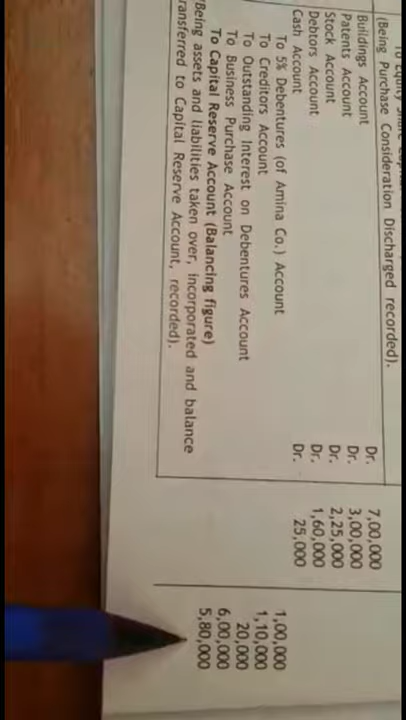 To Equity Share
(Being Purchase Consideration Discharged recorded).
Buildings Account Dr. 7,00,000
Patents Account Dr. 3,00,000
Stock Account Dr. 2,25,000
Debtors Account Dr. 1,60,000
Cash Account Dr. 25,000
To 5% Debentures (of Amina Co.) Account 1,00,000
To Creditors Account 1,10,000
To Outstanding Interest on Debentures Account 20,000
To Business Purchase Account 6,00,000
To Capital Reserve Account (Balancing figure) 5,80,000
(Being assets and liabilities taken over, incorporated and balance
ransferred to Capital Reserve Account, recorded).